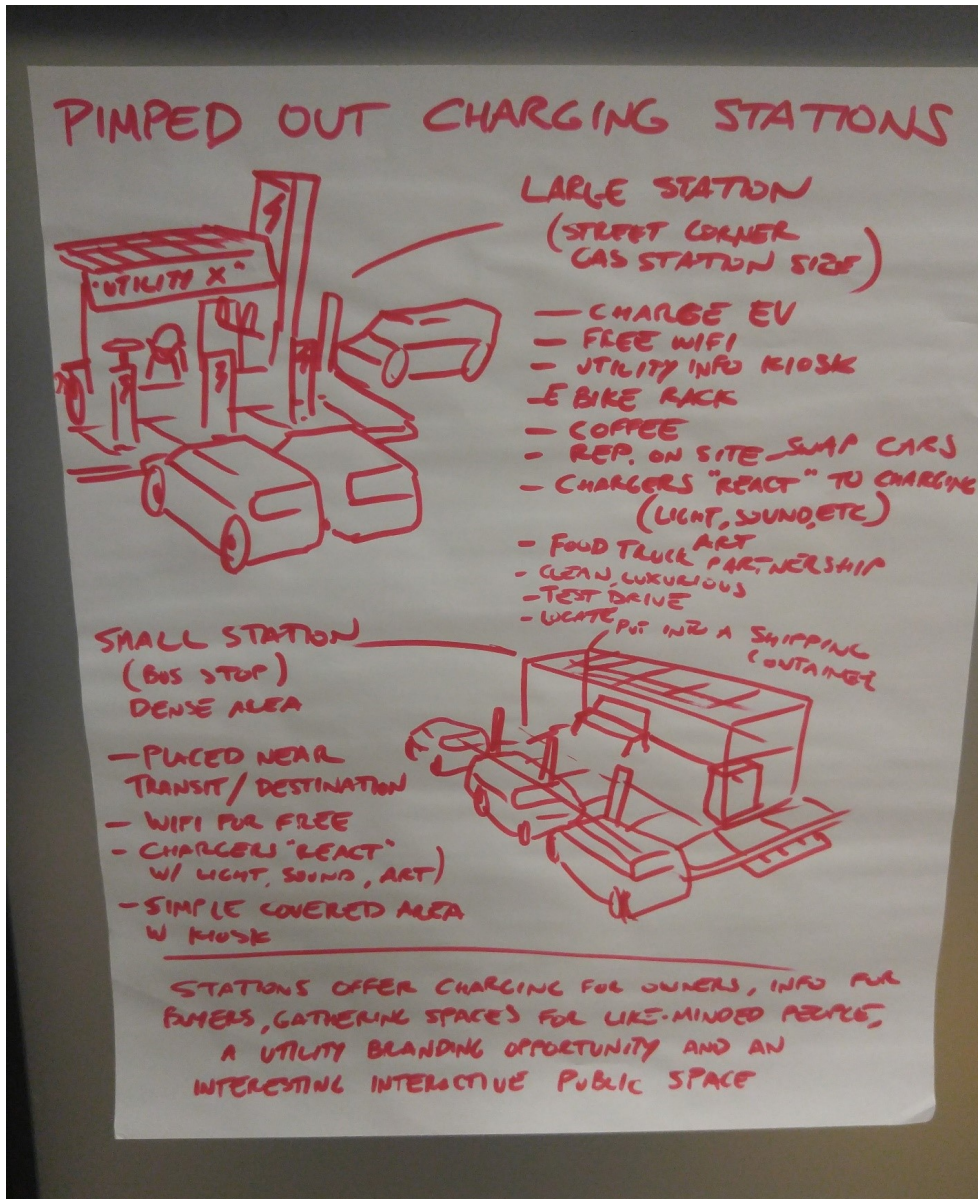 PIMPED OUT CHARGING STATIONS
"UTILITY X"
LARGE STATION
(STREET CORNER
GAS STATION SIZE)
— CHARGE EV
— FREE WIFI
— UTILITY INFO KIOSK
— E BIKE RACK
— COFFEE
— REP. ON SITE - SWAP CARS
— CHARGERS "REACT" TO CHARGING
(LIGHT, SOUND, ETC)
ART
— FOOD TRUCK PARTNERSHIP
- CLEAN, LUXURIOUS
- TEST DRIVE
- LOCATE
PUT INTO A SHIPPING
CONTAINER
SMALL STATION
(BUS STOP)
DENSE AREA
— PLACED NEAR
TRANSIT / DESTINATION
— WIFI FOR FREE
— CHARGERS "REACT"
W/ LIGHT, SOUND, ART)
— SIMPLE COVERED AREA
W KIOSK
STATIONS OFFER CHARGING FOR OWNERS, INFO FOR
BUYERS, GATHERING SPACES FOR LIKE-MINDED PEOPLE,
A UTILITY BRANDING OPPORTUNITY AND AN
INTERESTING INTERACTIVE PUBLIC SPACE